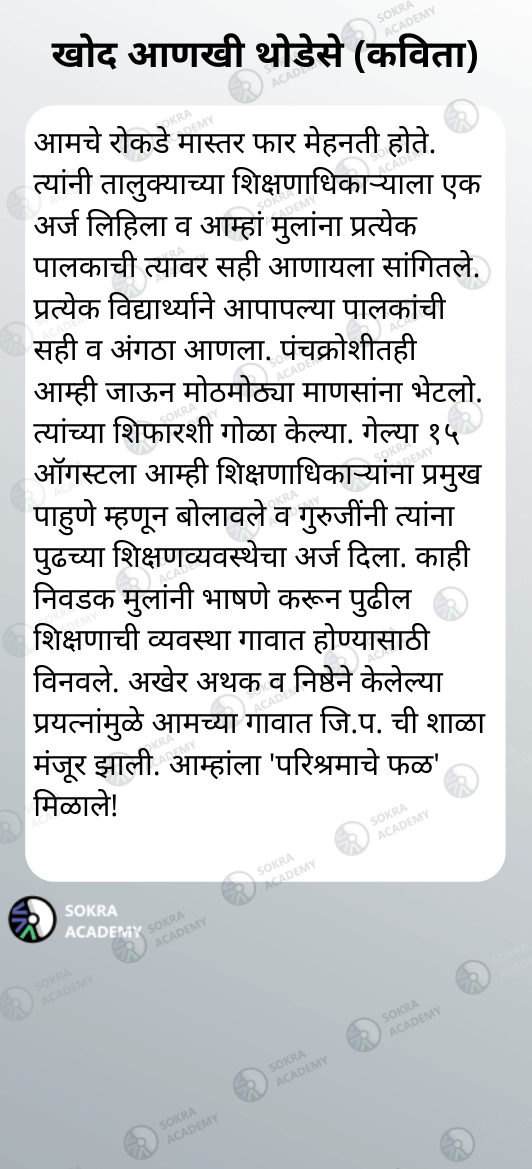 खोद आणखी थोडेसे (कविता)
आमचे रोकडे मास्तर फार मेहनती होते.
त्यांनी तालुक्याच्या शिक्षणाधिकाऱ्याला एक
अर्ज लिहिला व आम्हां मुलांना प्रत्येक
पालकाची त्यावर सही आणायला सांगितले.
प्रत्येक विद्यार्थ्याने आपापल्या पालकांची
सही व अंगठा आणला. पंचक्रोशीतही
आम्ही जाऊन मोठमोठ्या माणसांना भेटलो.
त्यांच्या शिफारशी गोळा केल्या. गेल्या १५
ऑगस्टला आम्ही शिक्षणाधिकाऱ्यांना प्रमुख
पाहुणे म्हणून बोलावले व गुरुजींनी त्यांना
पुढच्या शिक्षणव्यवस्थेचा अर्ज दिला. काही
निवडक मुलांनी भाषणे करून पुढील
शिक्षणाची व्यवस्था गावात होण्यासाठी
विनवले. अखेर अथक व निष्ठेने केलेल्या
प्रयत्नांमुळे आमच्या गावात जि.प. ची शाळा
मंजूर झाली. आम्हांला 'परिश्रमाचे फळ'
मिळाले!
SOKRA
ACADEMY